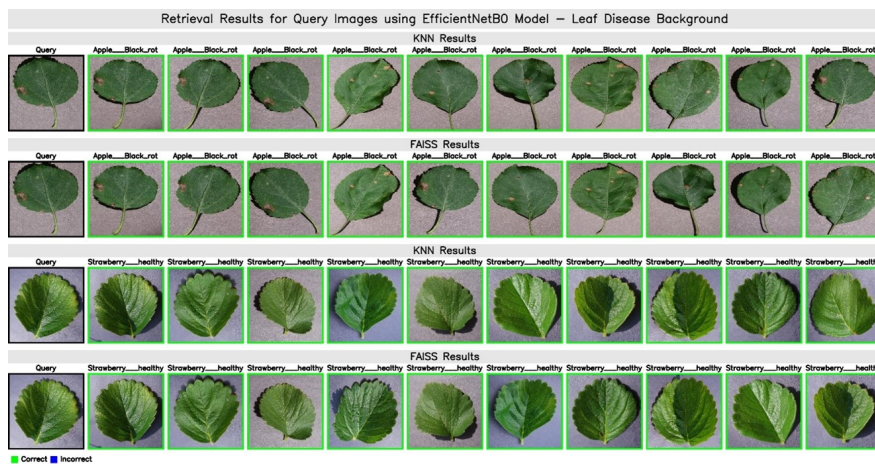 Retrieval Results for Query Images using EfficientNetB0 Model – Leaf Disease Background
KNN Results
Query Apple___Black_rot Apple___Black_rot Apple___Black_rot Apple___Black_rot Apple___Black_rot Apple___Black_rot Apple___Black_rot Apple___Black_rot Apple___Black_rot Apple___Black_rot
FAISS Results
Query Apple___Black_rot Apple___Black_rot Apple___Black_rot Apple___Black_rot Apple___Black_rot Apple___Black_rot Apple___Black_rot Apple___Black_rot Apple___Black_rot Apple___Black_rot
KNN Results
Query Strawberry___healthy Strawberry___healthy Strawberry___healthy Strawberry___healthy Strawberry___healthy Strawberry___healthy Strawberry___healthy Strawberry___healthy Strawberry___healthy Strawberry___healthy
FAISS Results
Query Strawberry___healthy Strawberry___healthy Strawberry___healthy Strawberry___healthy Strawberry___healthy Strawberry___healthy Strawberry___healthy Strawberry___healthy Strawberry___healthy Strawberry___healthy
Correct Incorrect